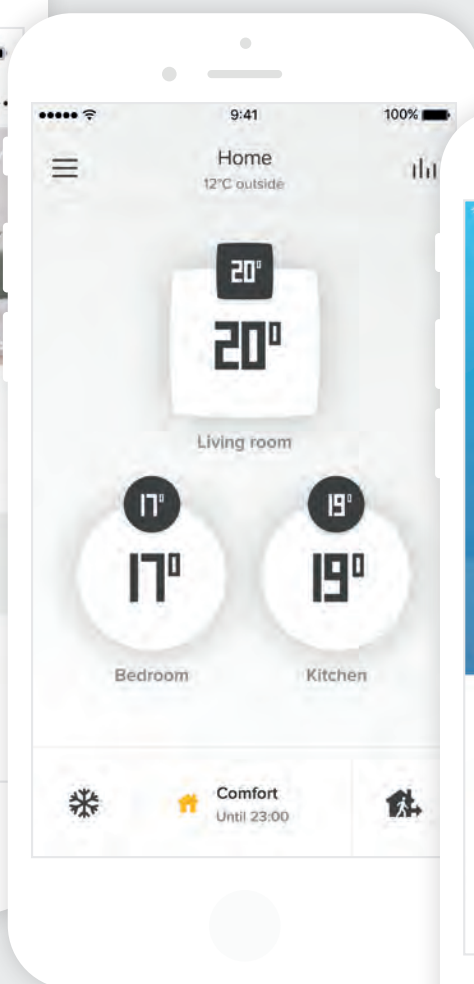 9:41
100%
Home
12°C outside
20°
20°
Living room
17°
17°
Bedroom
19°
19°
Kitchen
Comfort
Until 23:00